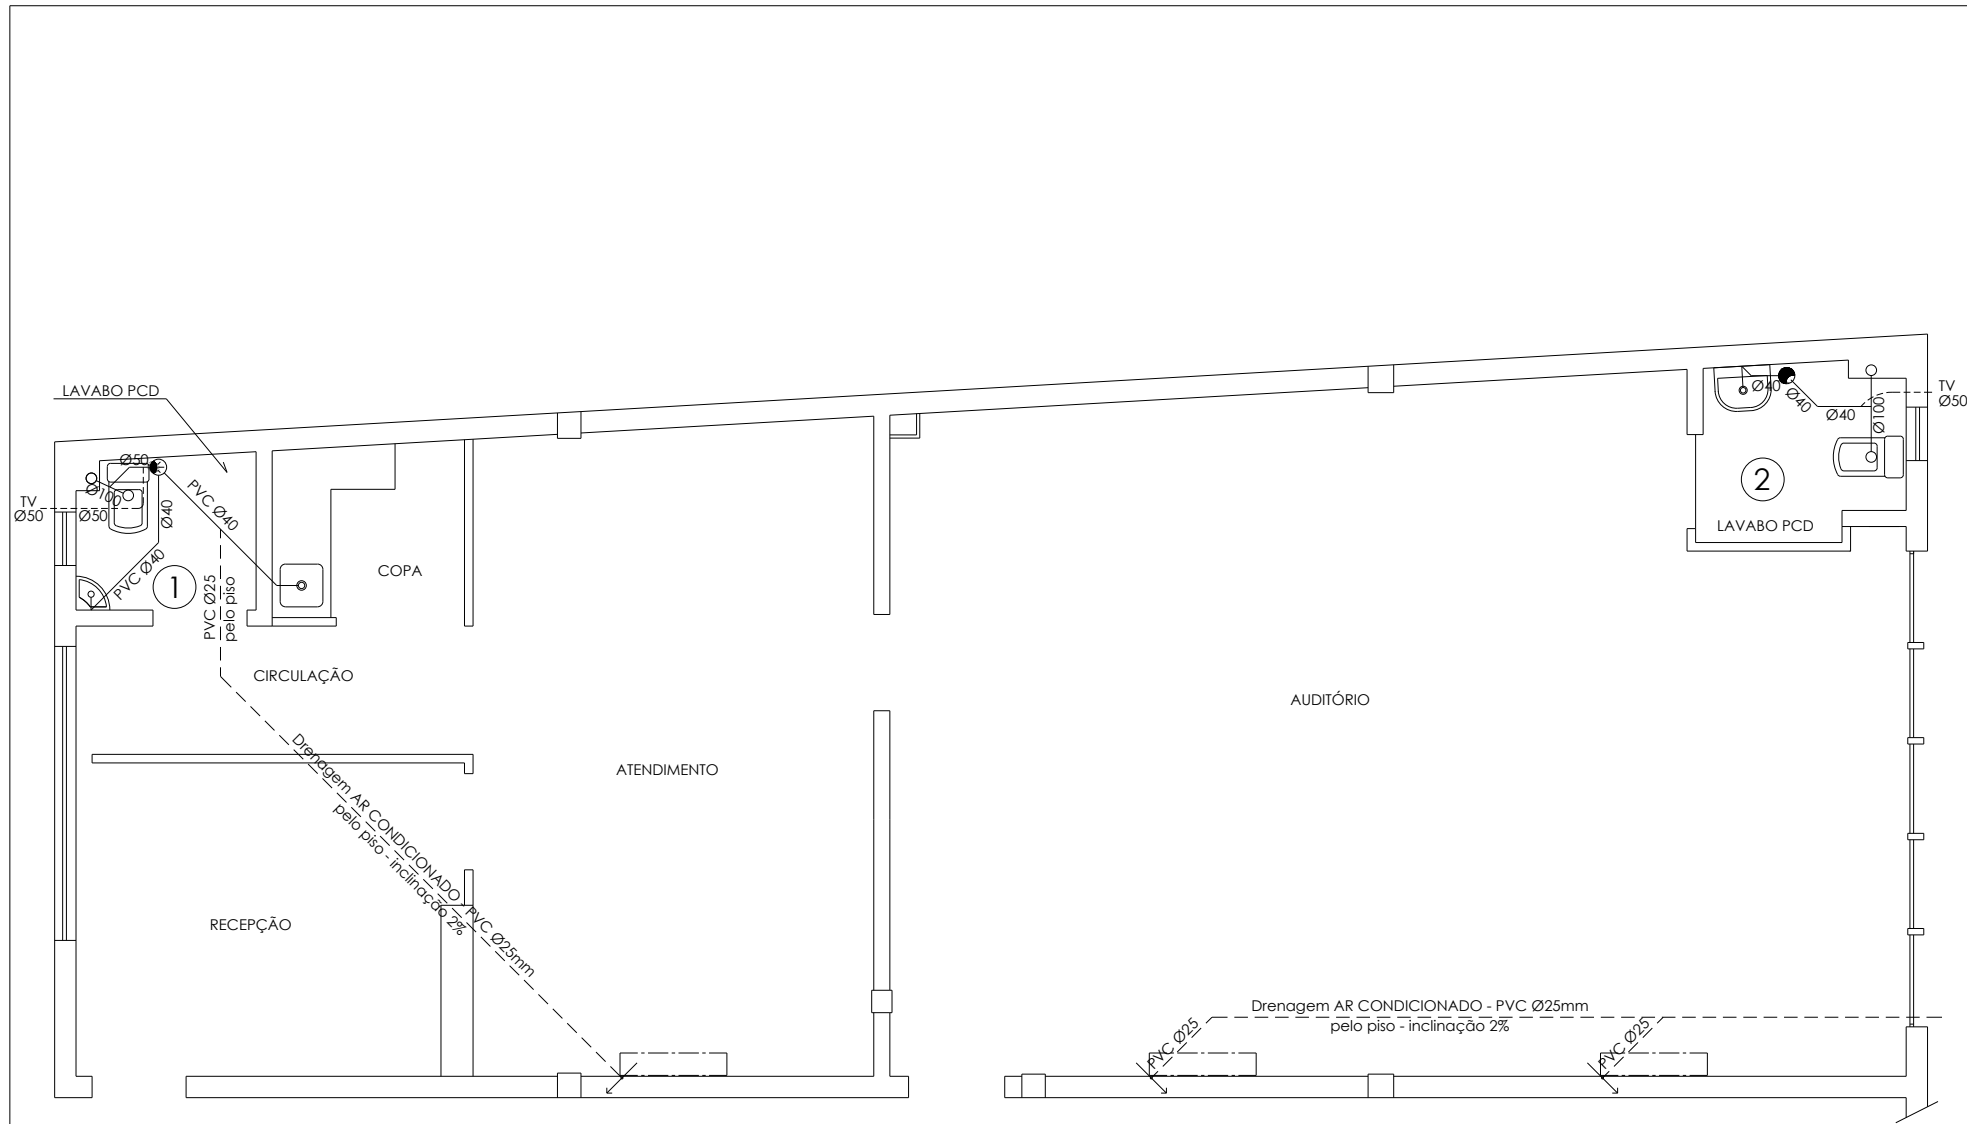 LAVABO PCD
Ø50
TV
Ø50
Ø100
Ø50
Ø40
PVC Ø40
PVC Ø40
1
PVC Ø25
pelo piso
COPA
CIRCULAÇÃO
Drenagem AR CONDICIONADO - PVC Ø25mm
pelo piso - inclinação 2%
RECEPÇÃO
ATENDIMENTO
AUDITÓRIO
Ø40
Ø40
Ø40
Ø100
TV
Ø50
2
LAVABO PCD
Drenagem AR CONDICIONADO - PVC Ø25mm
pelo piso - inclinação 2%
PVC Ø25
PVC Ø25